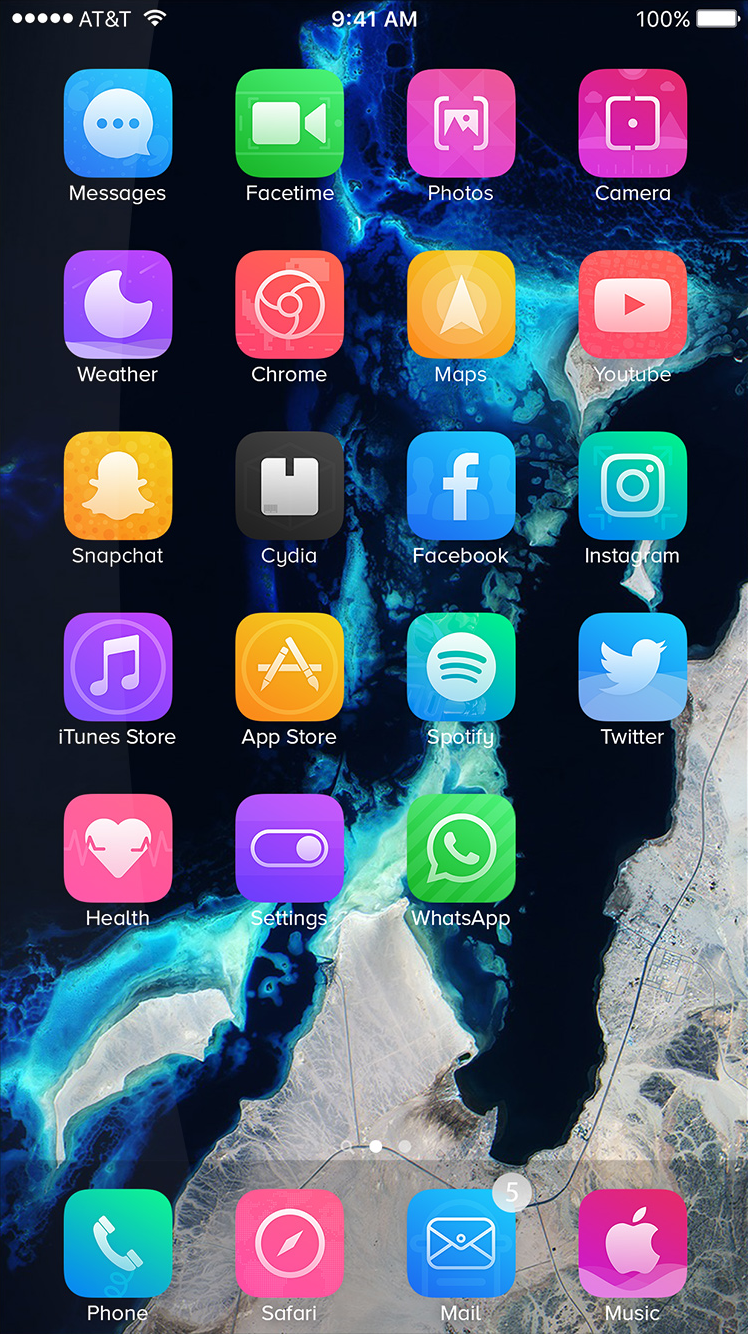 AT&T 9:41 AM 100%
Messages Facetime Photos Camera
Weather Chrome Maps Youtube
Snapchat Cydia Facebook Instagram
iTunes Store App Store Spotify Twitter
Health Settings WhatsApp
5
Phone Safari Mail Music